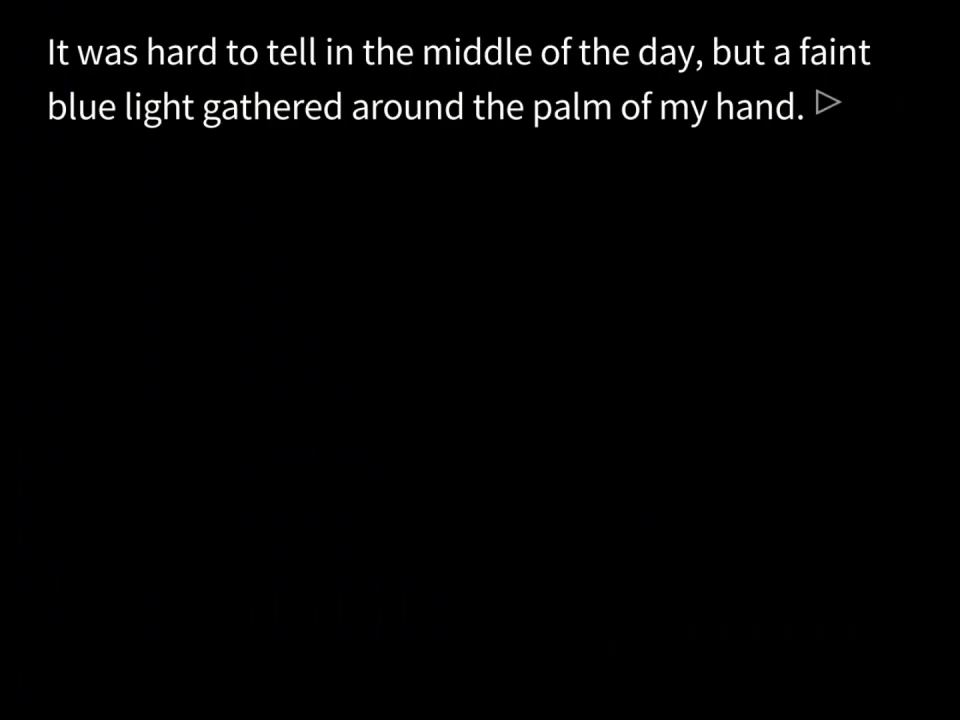 It was hard to tell in the middle of the day, but a faint
blue light gathered around the palm of my hand.